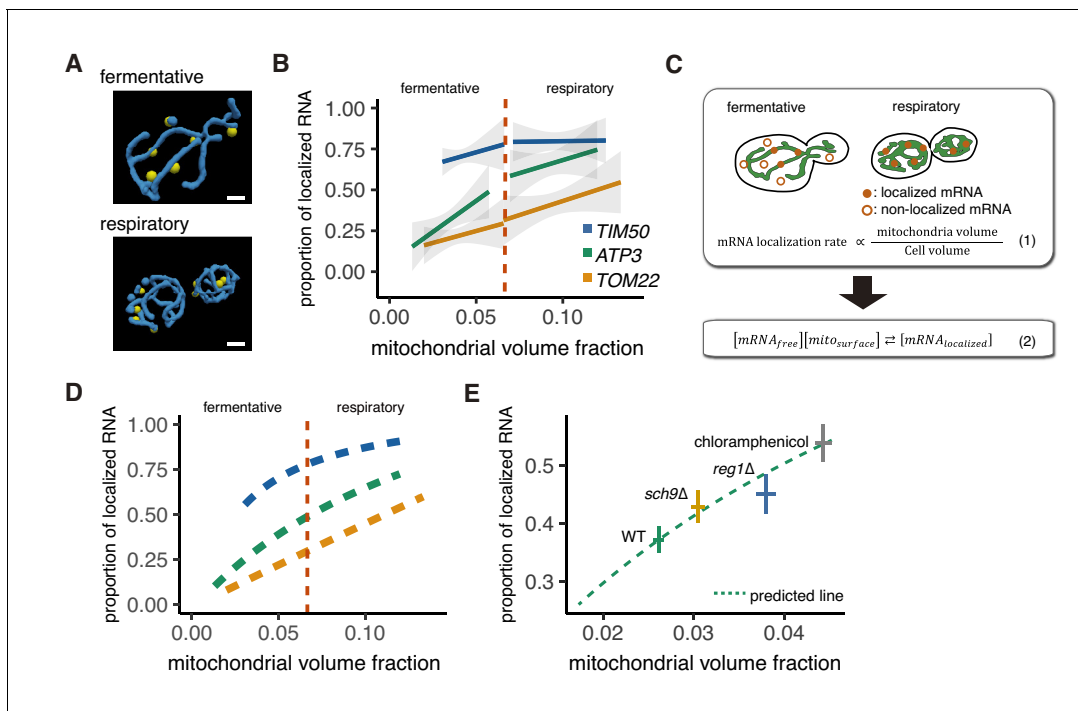 A
fermentative
respiratory
B
fermentative
respiratory
proportion of localized RNA
1.00
0.75
0.50
0.25
0.00
TIM50
ATP3
TOM22
0.00
0.05
0.10
mitochondrial volume fraction
C
fermentative
respiratory
: localized mRNA
: non-localized mRNA
mRNA localization rate ∝ mitochondria volume / Cell volume (1)
[mRNA_free][mito_surface] ⇄ [mRNA_localized] (2)
D
fermentative
respiratory
proportion of localized RNA
1.00
0.75
0.50
0.25
0.00
0.00
0.05
0.10
mitochondrial volume fraction
E
proportion of localized RNA
0.5
0.4
0.3
chloramphenicol
reg1Δ
sch9Δ
WT
predicted line
0.02
0.03
0.04
mitochondrial volume fraction